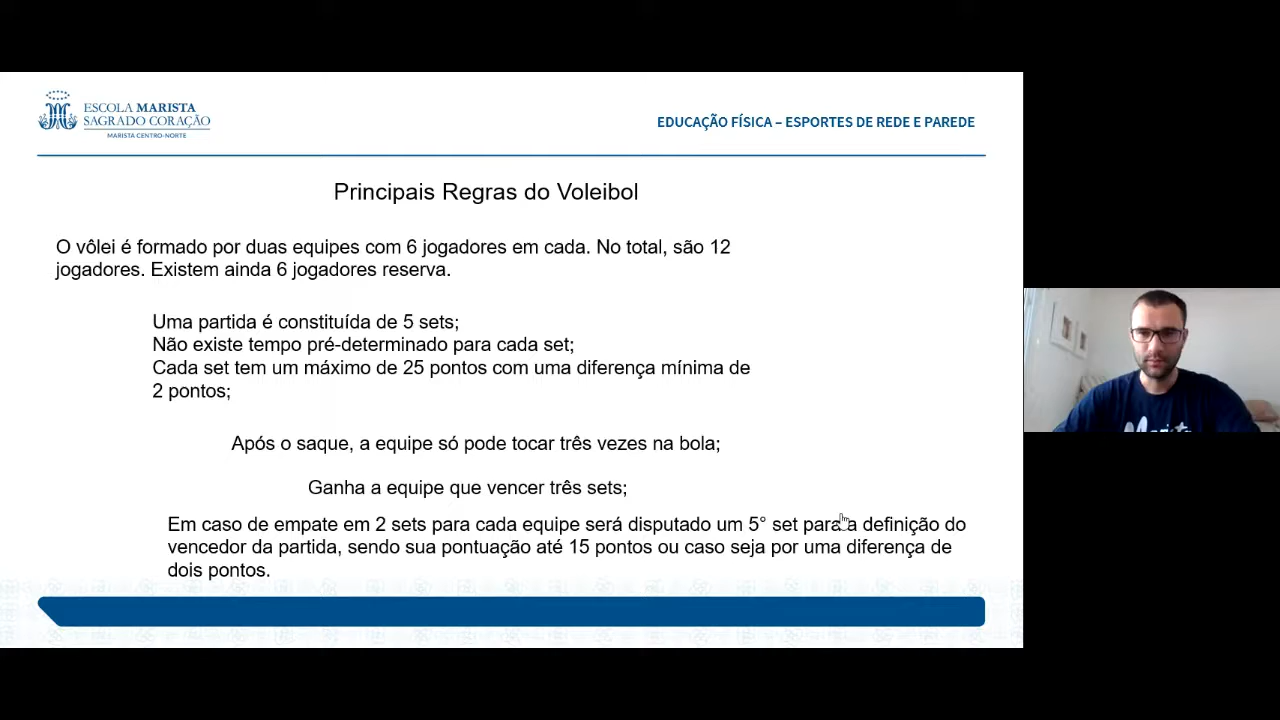 ESCOLA MARISTA
SAGRADO CORAÇÃO
MARISTA CENTRO-NORTE
EDUCAÇÃO FÍSICA – ESPORTES DE REDE E PAREDE
Principais Regras do Voleibol
O vôlei é formado por duas equipes com 6 jogadores em cada. No total, são 12
jogadores. Existem ainda 6 jogadores reserva.
Uma partida é constituída de 5 sets;
Não existe tempo pré-determinado para cada set;
Cada set tem um máximo de 25 pontos com uma diferença mínima de
2 pontos;
Após o saque, a equipe só pode tocar três vezes na bola;
Ganha a equipe que vencer três sets;
Em caso de empate em 2 sets para cada equipe será disputado um 5° set para a definição do
vencedor da partida, sendo sua pontuação até 15 pontos ou caso seja por uma diferença de
dois pontos.